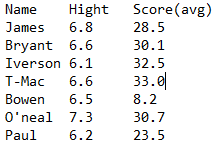 Name Hight Score(avg)
James 6.8 28.5
Bryant 6.6 30.1
Iverson 6.1 32.5
T-Mac 6.6 33.0
Bowen 6.5 8.2
O'neal 7.3 30.7
Paul 6.2 23.5